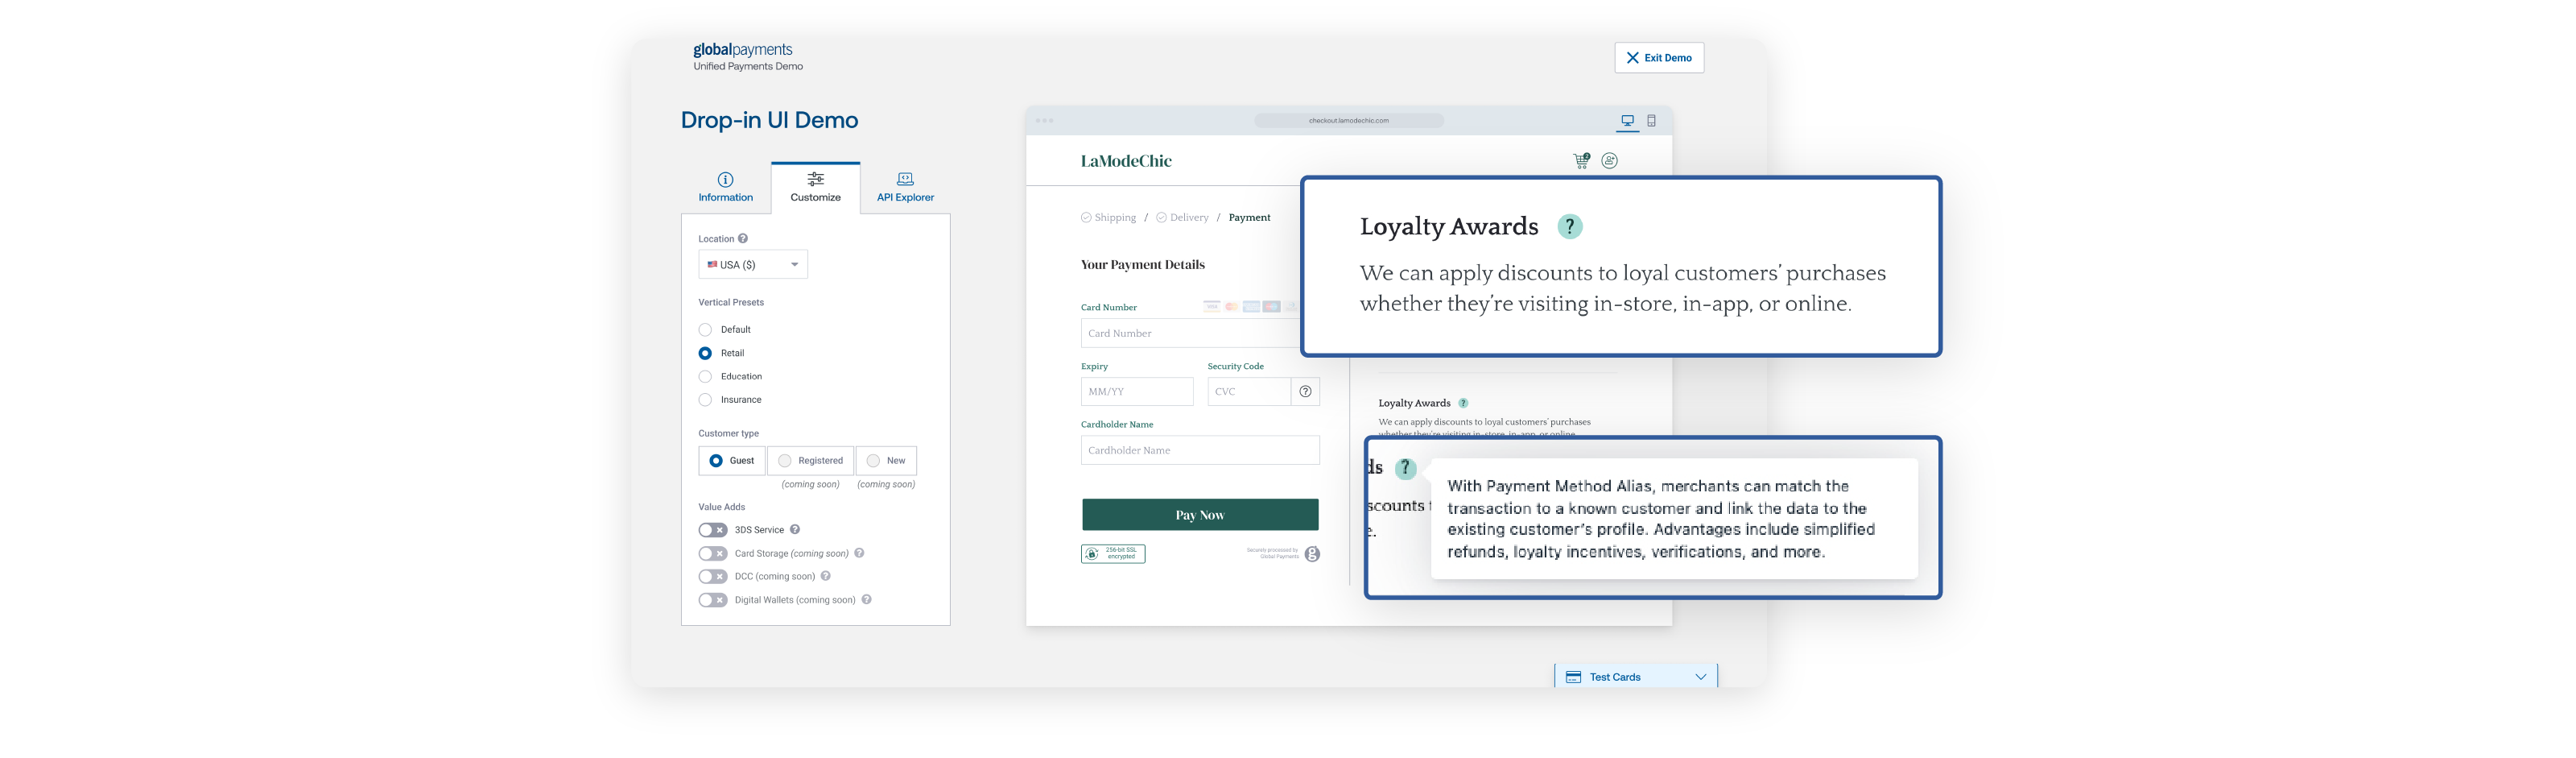 globalpayments
Unified Payments Demo
Exit Demo
Drop-in UI Demo
Information
Customize
API Explorer
Location ?
USA ($)
Vertical Presets
Default
Retail
Education
Insurance
Customer type
Guest
Registered
New
(coming soon)
(coming soon)
Value Adds
3DS Service ?
Card Storage (coming soon) ?
DCC (coming soon) ?
Digital Wallets (coming soon) ?
checkout.lamodechic.com
LaModeChic
Shipping / Delivery / Payment
Your Payment Details
Card Number
Card Number
Expiry
Security Code
MM/YY
CVC
?
Cardholder Name
Cardholder Name
Pay Now
256-bit SSL
encrypted
Securely processed by
Global Payments
g
Loyalty Awards ?
We can apply discounts to loyal customers’ purchases
whether they’re visiting in-store, in-app, or online.
Loyalty Awards ?
We can apply discounts to loyal customers’ purchases
whether they’re visiting in-store, in-app, or online.
ds ?
scounts t
e.
With Payment Method Alias, merchants can match the
transaction to a known customer and link the data to the
existing customer’s profile. Advantages include simplified
refunds, loyalty incentives, verifications, and more.
Test Cards